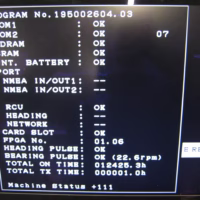 OGRAM No.195002604.03
OM1 : OK
OM2 : OK 07
DRAM : OK
RAM : OK
NT. BATTERY : OK
PORT
NMEA IN/OUT1: --
NMEA IN/OUT2: --
RCU : OK
HEADING : --
NETWORK : --
CARD SLOT : OK
FPGA No. : 01.06
HEADING PULSE: OK
BEARING PULSE: OK (22.6rpm)
TOTAL ON TIME: 012425.3h
TOTAL TX TIME: 000001.0h
Machine Status +111